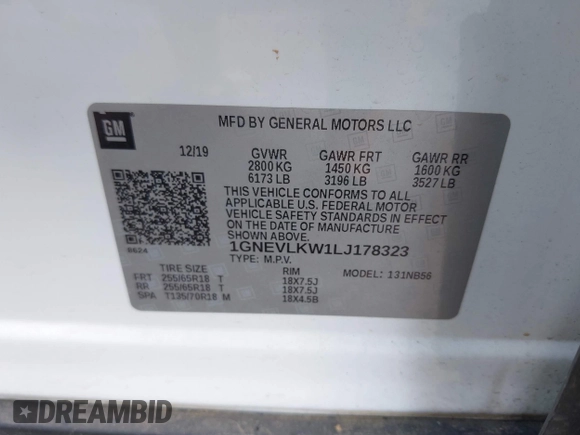 GM
MFD BY GENERAL MOTORS LLC
12/19
GVWR GAWR FRT GAWR RR
2800 KG 1450 KG 1600 KG
6173 LB 3196 LB 3527 LB
THIS VEHICLE CONFORMS TO ALL
APPLICABLE U.S. FEDERAL MOTOR
VEHICLE SAFETY STANDARDS IN EFFECT
ON THE DATE OF MANUFACTURE
SHOWN ABOVE.
8624
1GNEVLKW1LJ178323
TYPE: M.P.V. MODEL: 131NB56
TIRE SIZE RIM
FRT 255/65R18 T 18X7.5J
RR 255/65R18 T 18X7.5J
SPA T135/70R18 M 18X4.5B
DREAMBID